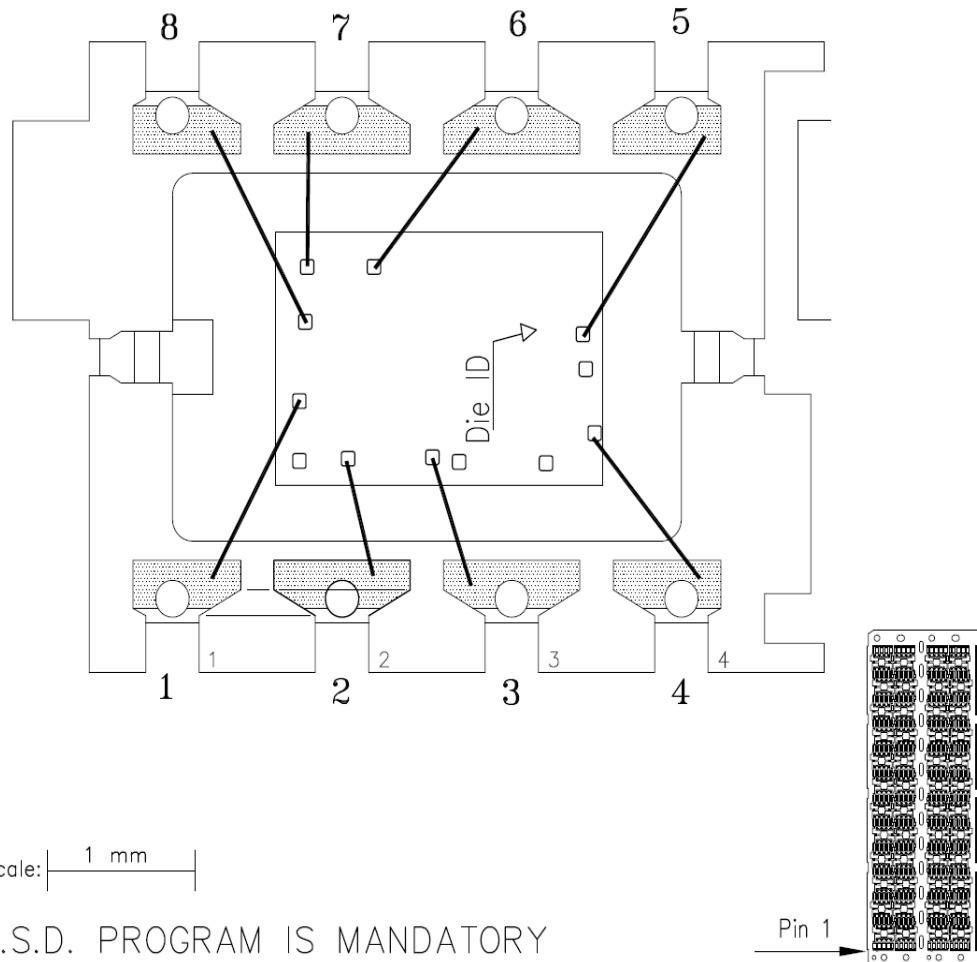 8 7 6 5
Die ID
1 2 3 4
1 2 3 4
cale: 1 mm
.S.D. PROGRAM IS MANDATORY
Pin 1